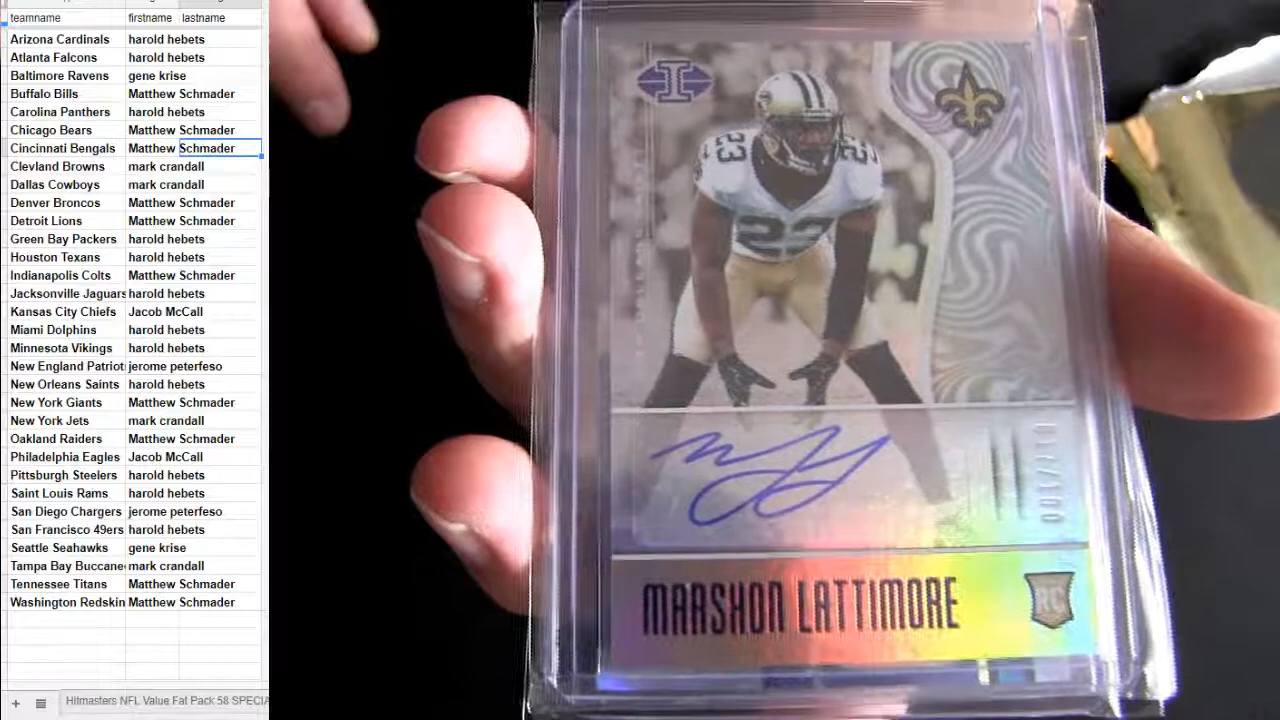 teamname firstname lastname
Arizona Cardinals harold hebets
Atlanta Falcons harold hebets
Baltimore Ravens gene krise
Buffalo Bills Matthew Schmader
Carolina Panthers harold hebets
Chicago Bears Matthew Schmader
Cincinnati Bengals Matthew Schmader
Clevland Browns mark crandall
Dallas Cowboys mark crandall
Denver Broncos Matthew Schmader
Detroit Lions Matthew Schmader
Green Bay Packers harold hebets
Houston Texans harold hebets
Indianapolis Colts Matthew Schmader
Jacksonville Jaguars harold hebets
Kansas City Chiefs Jacob McCall
Miami Dolphins harold hebets
Minnesota Vikings harold hebets
New England Patriot jerome peterfeso
New Orleans Saints harold hebets
New York Giants Matthew Schmader
New York Jets mark crandall
Oakland Raiders Matthew Schmader
Philadelphia Eagles Jacob McCall
Pittsburgh Steelers harold hebets
Saint Louis Rams harold hebets
San Diego Chargers jerome peterfeso
San Francisco 49ers harold hebets
Seattle Seahawks gene krise
Tampa Bay Buccane mark crandall
Tennessee Titans Matthew Schmader
Washington Redskin Matthew Schmader
Hitmasters NFL Value Fat Pack 58 SPECIA
I
23 23
23
MARSHON LATTIMORE
RC